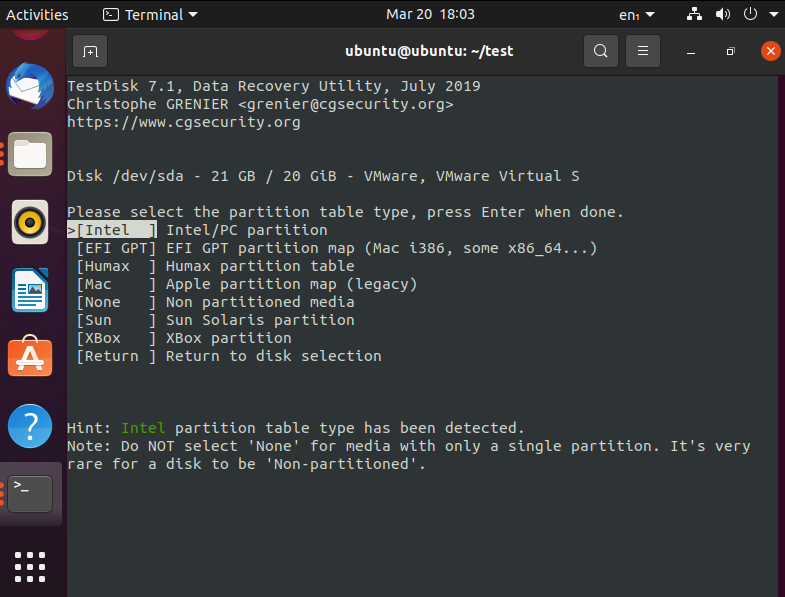 Activities Terminal Mar 20 18:03 en₁
ubuntu@ubuntu: ~/test
TestDisk 7.1, Data Recovery Utility, July 2019
Christophe GRENIER <grenier@cgsecurity.org>
https://www.cgsecurity.org
Disk /dev/sda - 21 GB / 20 GiB - VMware, VMware Virtual S
Please select the partition table type, press Enter when done.
>[Intel  ] Intel/PC partition
[EFI GPT] EFI GPT partition map (Mac i386, some x86_64...)
[Humax  ] Humax partition table
[Mac    ] Apple partition map (legacy)
[None   ] Non partitioned media
[Sun    ] Sun Solaris partition
[XBox   ] XBox partition
[Return ] Return to disk selection
Hint: Intel partition table type has been detected.
Note: Do NOT select 'None' for media with only a single partition. It's very
rare for a disk to be 'Non-partitioned'.